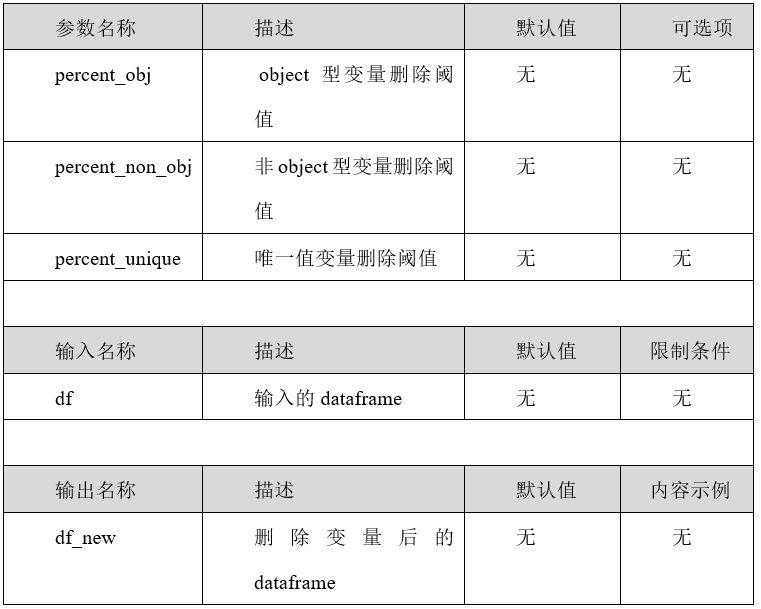 参数名称 描述 默认值 可选项
percent_obj object 型变量删除阈 无 无
值
percent_non_obj 非 object 型变量删除阈 无 无
值
percent_unique 唯一值变量删除阈值 无 无
输入名称 描述 默认值 限制条件
df 输入的 dataframe 无 无
输出名称 描述 默认值 内容示例
df_new 删除变量后的 无 无
dataframe